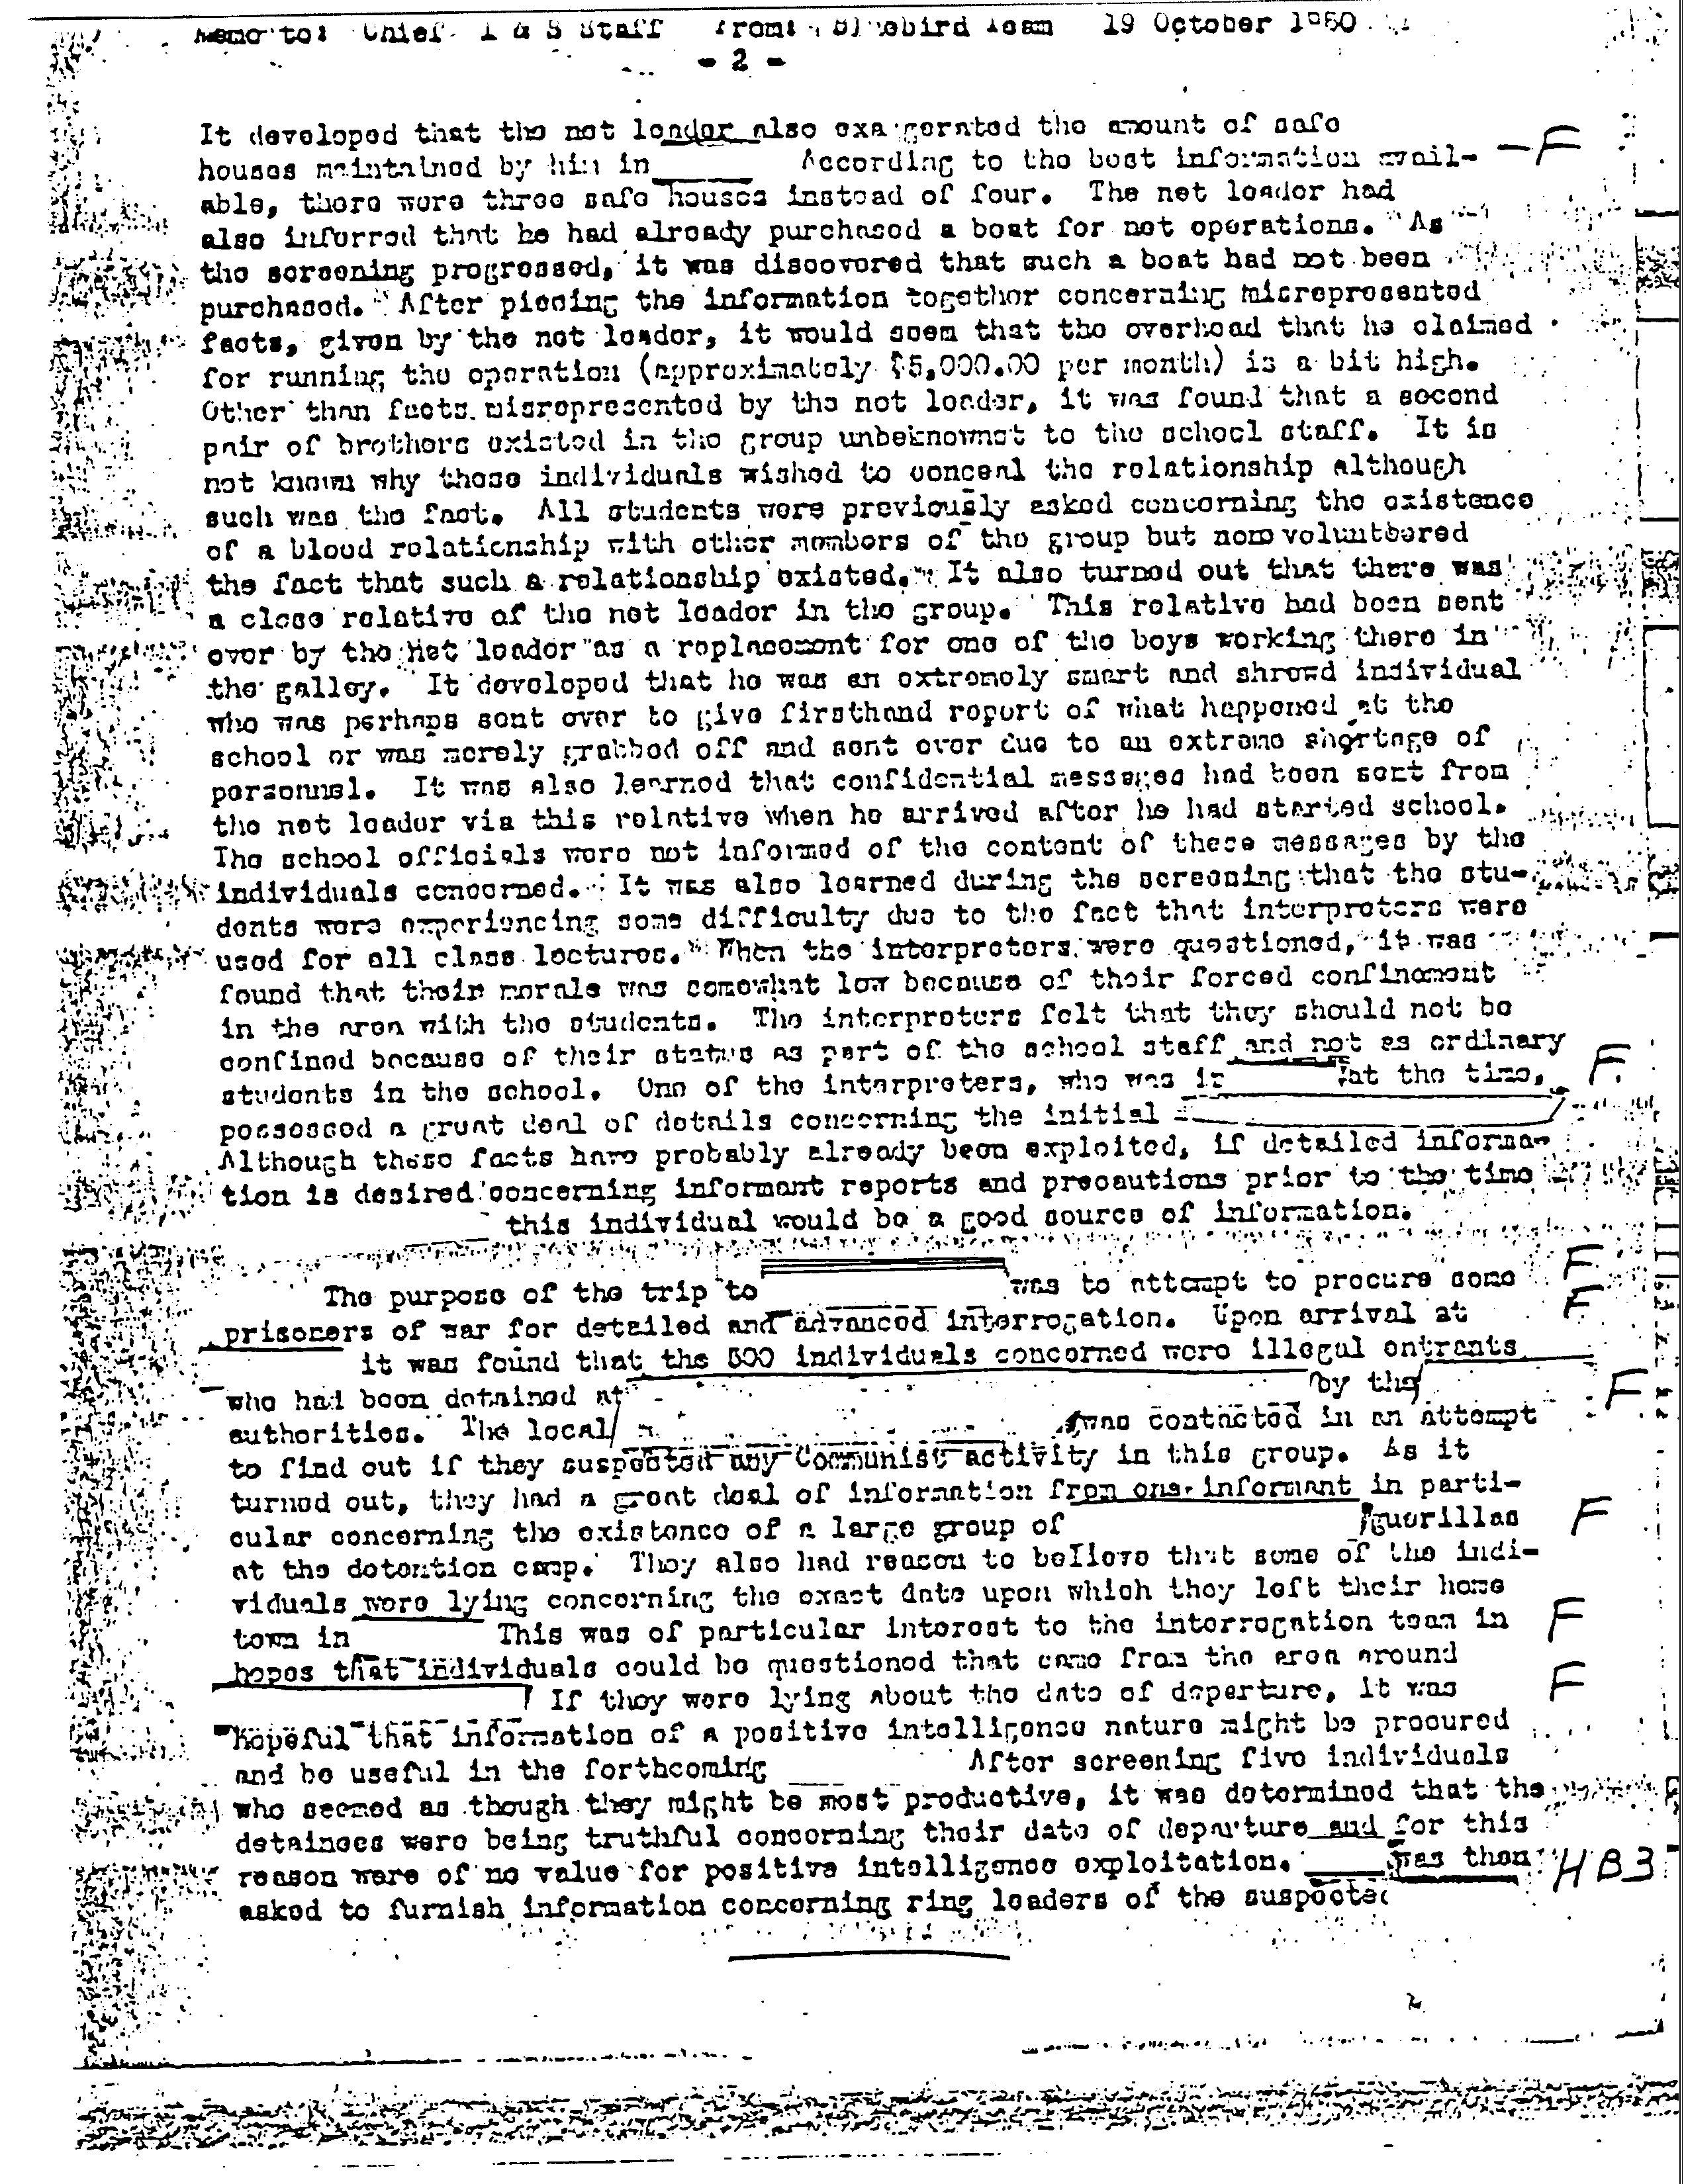 Memo to: Chief I & S Staff From: Bluebird Team 19 October 1950
- 2 -
It developed that the net leader also exaggerated the amount of safe
houses maintained by him in According to the best information avail- -F
able, there were three safe houses instead of four. The net leader had
also inferred that he had already purchased a boat for net operations. As
the screening progressed, it was discovered that such a boat had not been
purchased. After piecing the information together concerning misrepresented
facts, given by the net leader, it would seem that the overhead that he claimed
for running the operation (approximately $5,000.00 per month) is a bit high.
Other than facts misrepresented by the net leader, it was found that a second
pair of brothers existed in the group unbeknownst to the school staff. It is
not known why these individuals wished to conceal the relationship although
such was the fact. All students were previously asked concerning the existence
of a blood relationship with other members of the group but none volunteered
the fact that such a relationship existed. It also turned out that there was
a close relative of the net leader in the group. This relative had been sent
over by the net leader as a replacement for one of the boys working there in
the galley. It developed that he was an extremely smart and shrewd individual
who was perhaps sent over to give firsthand report of what happened at the
school or was merely grabbed off and sent over due to an extreme shortage of
personnel. It was also learned that confidential messages had been sent from
the net leader via this relative when he arrived after he had started school.
The school officials were not informed of the content of these messages by the
individuals concerned. It was also learned during the screening that the stu-
dents were experiencing some difficulty due to the fact that interpreters were
used for all class lectures. When the interpreters were questioned, it was
found that their morale was somewhat low because of their forced confinement
in the area with the students. The interpreters felt that they should not be
confined because of their status as part of the school staff and not as ordinary
students in the school. One of the interpreters, who was in at the time, F
possessed a great deal of details concerning the initial
Although these facts have probably already been exploited, if detailed informa-
tion is desired concerning informant reports and precautions prior to the time
this individual would be a good source of information.
The purpose of the trip to was to attempt to procure some F
prisoners of war for detailed and advanced interrogation. Upon arrival at F
it was found that the 500 individuals concerned were illegal entrants
who had been detained at by the F
authorities. The local was contacted in an attempt
to find out if they suspected any Communist activity in this group. As it
turned out, they had a great deal of information from one informant in parti-
cular concerning the existence of a large group of guerillas F
at the detention camp. They also had reason to believe that some of the indi-
viduals were lying concerning the exact date upon which they left their home
town in This was of particular interest to the interrogation team in F
hopes that individuals could be questioned that came from the area around
If they were lying about the date of departure, it was F
hopeful that information of a positive intelligence nature might be procured
and be useful in the forthcoming After screening five individuals
who seemed as though they might be most productive, it was determined that the
detainees were being truthful concerning their date of departure and for this
reason were of no value for positive intelligence exploitation. was then HB3
asked to furnish information concerning ring leaders of the suspected
2